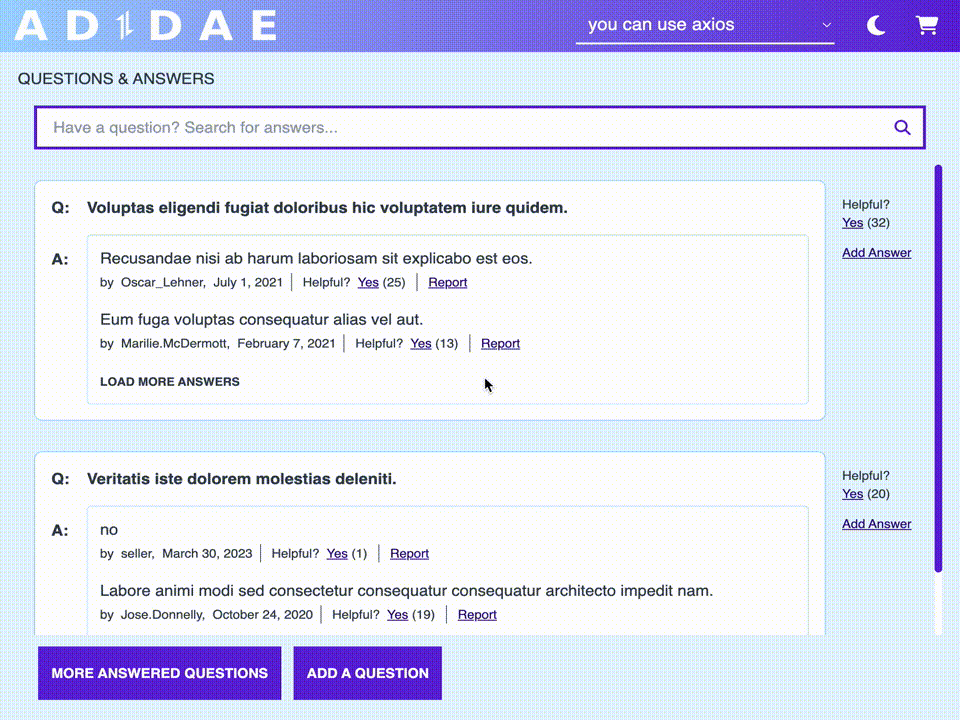 AD⥮DAE
you can use axios
QUESTIONS & ANSWERS
Have a question? Search for answers...
Q: Voluptas eligendi fugiat doloribus hic voluptatem iure quidem.
Helpful?
Yes (32)
Add Answer
A: Recusandae nisi ab harum laboriosam sit explicabo est eos.
by Oscar_Lehner, July 1, 2021 Helpful? Yes (25) Report
Eum fuga voluptas consequatur alias vel aut.
by Marilie.McDermott, February 7, 2021 Helpful? Yes (13) Report
LOAD MORE ANSWERS
Q: Veritatis iste dolorem molestias deleniti.
Helpful?
Yes (20)
Add Answer
A: no
by seller, March 30, 2023 Helpful? Yes (1) Report
Labore animi modi sed consectetur consequatur consequatur architecto impedit nam.
by Jose.Donnelly, October 24, 2020 Helpful? Yes (19) Report
MORE ANSWERED QUESTIONS
ADD A QUESTION